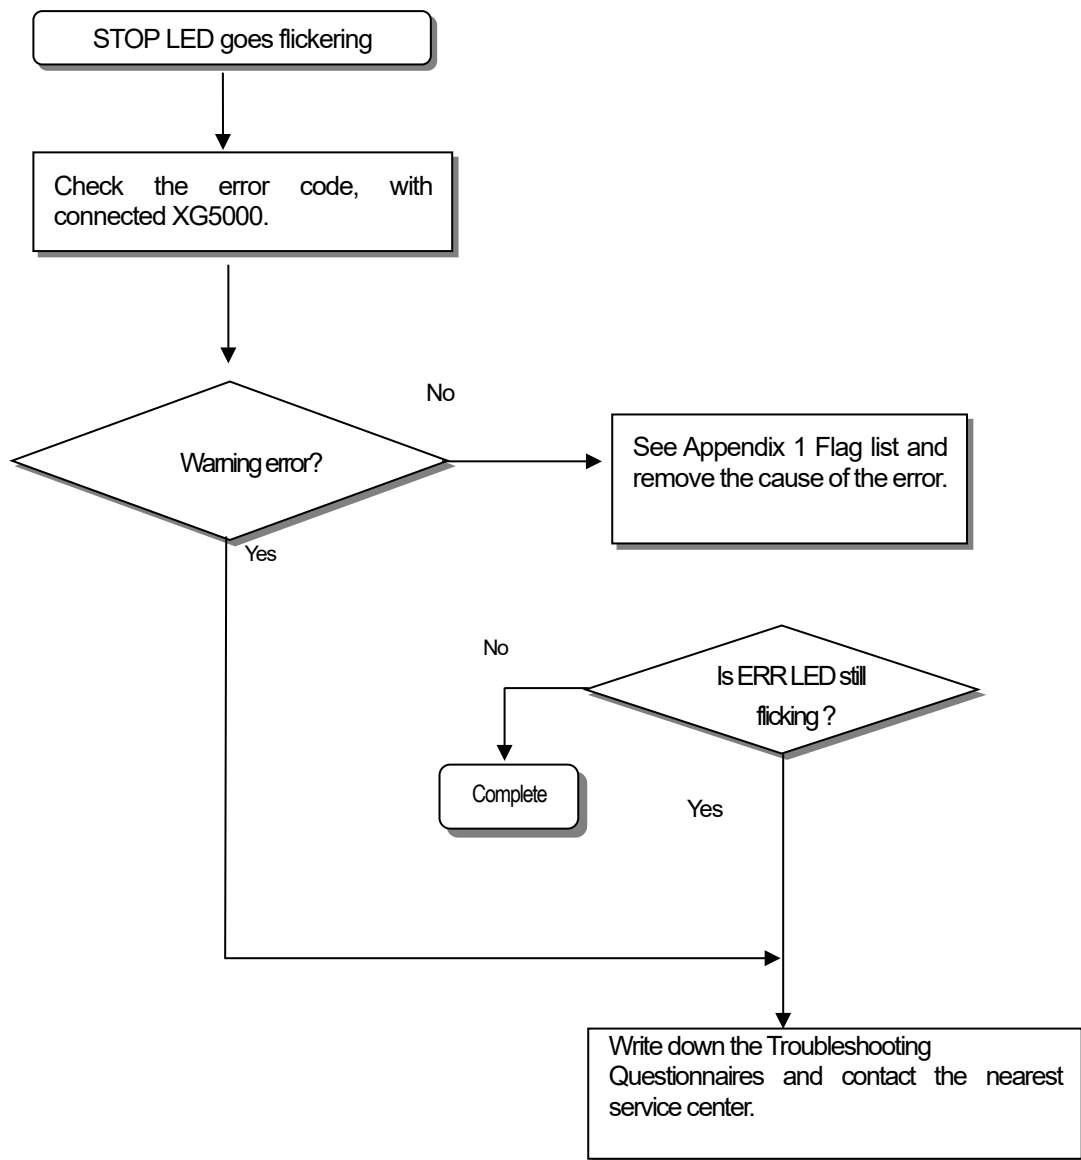 STOP LED goes flickering
Check the error code, with
connected XG5000.
No
Warning error?
See Appendix 1 Flag list and
remove the cause of the error.
Yes
No
Is ERR LED still
flicking ?
Complete
Yes
Write down the Troubleshooting
Questionnaires and contact the nearest
service center.